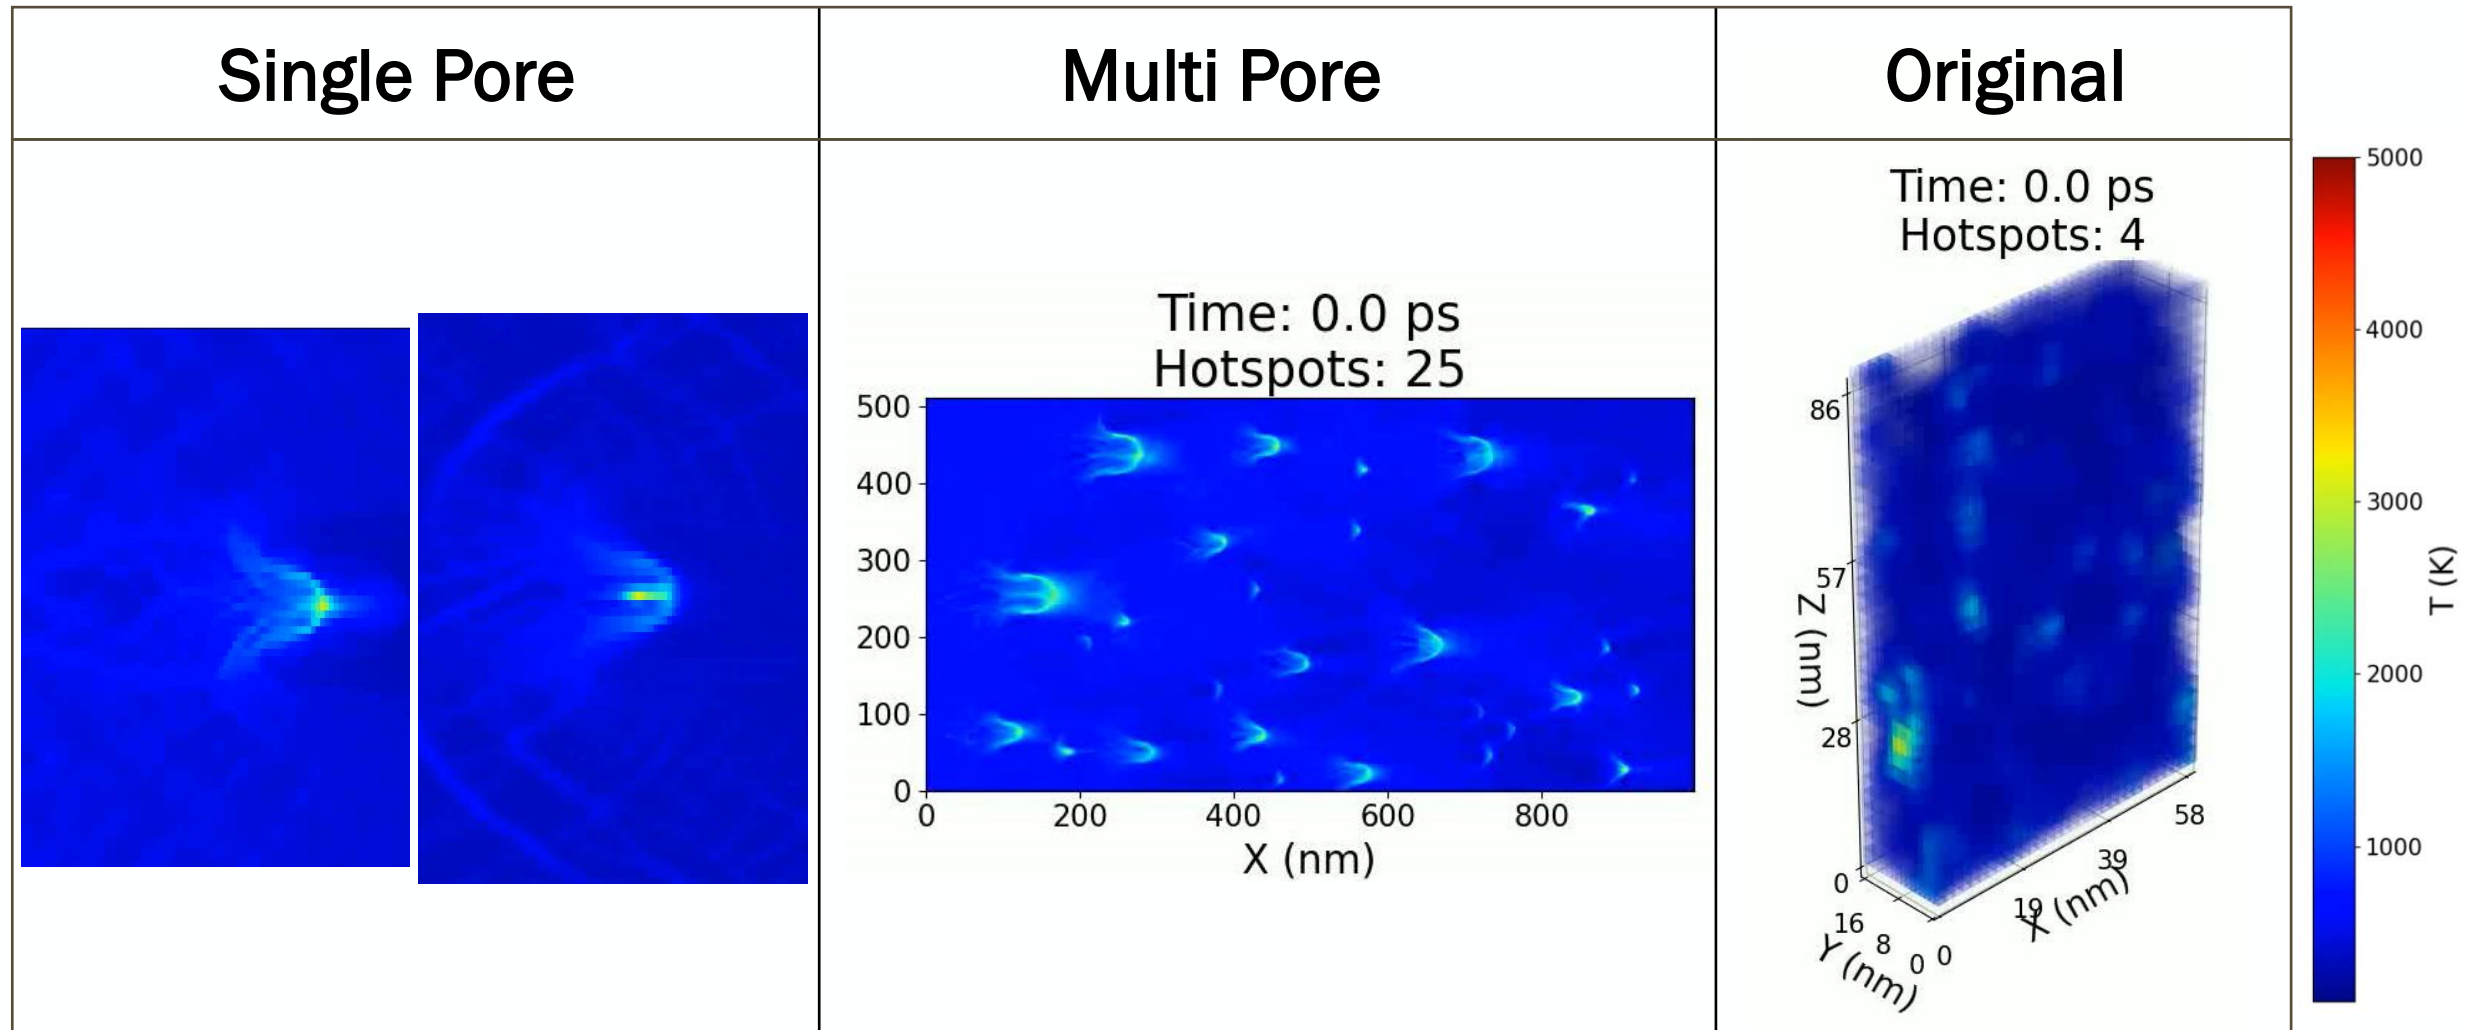 Single Pore
Multi Pore
Original
Time: 0.0 ps
Hotspots: 25
500
400
300
200
100
0
0
200
400
600
800
X (nm)
Time: 0.0 ps
Hotspots: 4
86
57
28
0
Z (nm)
16
8
0
Y (nm)
0
19
39
58
X (nm)
5000
4000
3000
2000
1000
T (K)